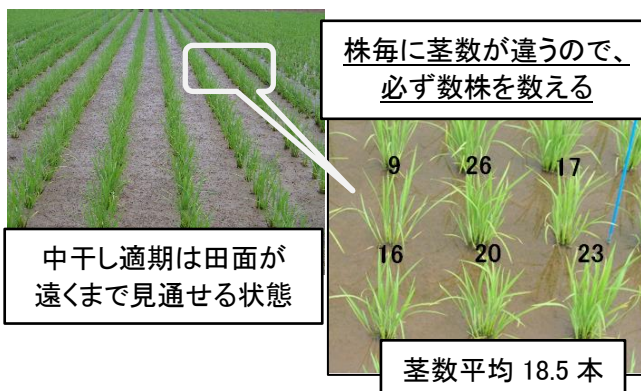 株毎に茎数が違うので、
必ず数株を数える
9 26 17
16 20 23
中干し適期は田面が
遠くまで見通せる状態
茎数平均 18.5 本